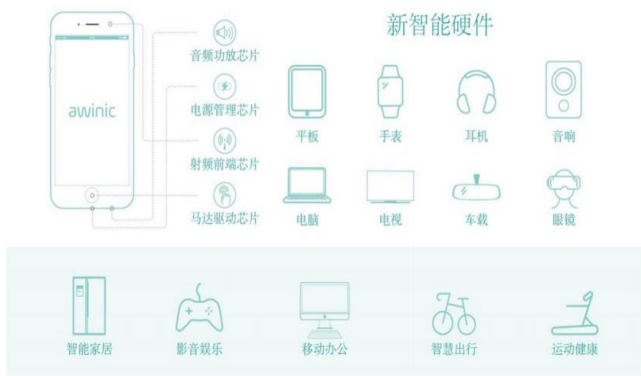 新智能硬件
awinic
音频功放芯片
电源管理芯片
射频前端芯片
马达驱动芯片
平板 手表 耳机 音响
电脑 电视 车载 眼镜
智能家居 影音娱乐 移动办公 智慧出行 运动健康